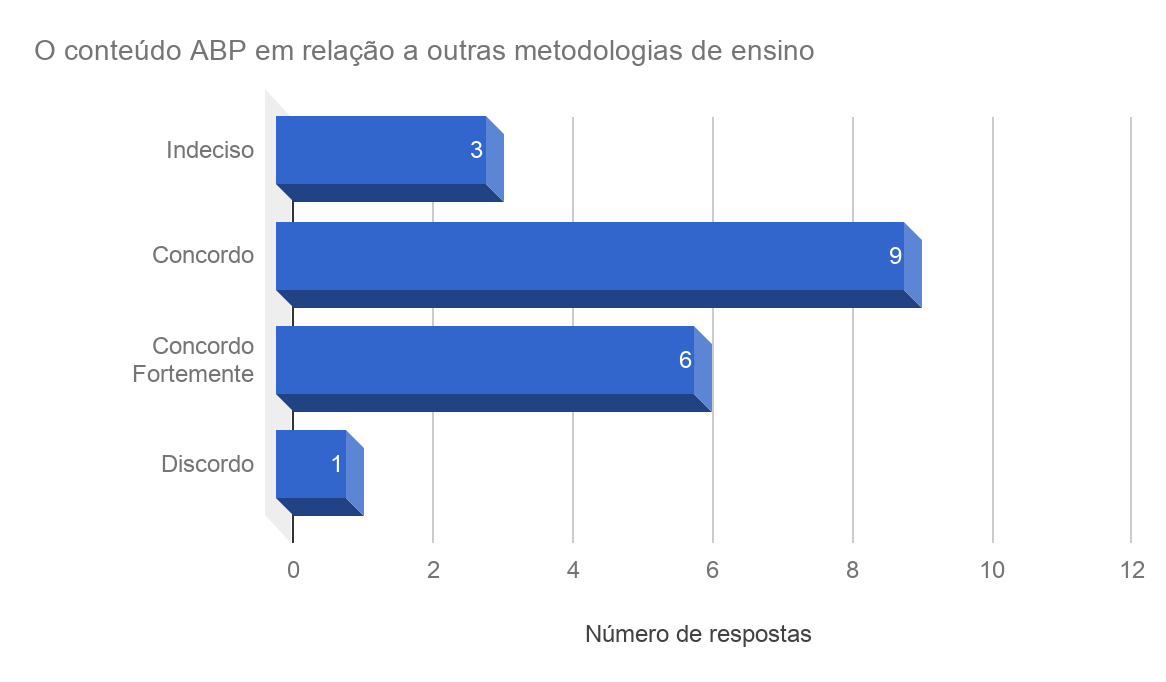 O conteúdo ABP em relação a outras metodologias de ensino
Indeciso
3
Concordo
9
Concordo
Fortemente
6
Discordo
1
0 2 4 6 8 10 12
Número de respostas